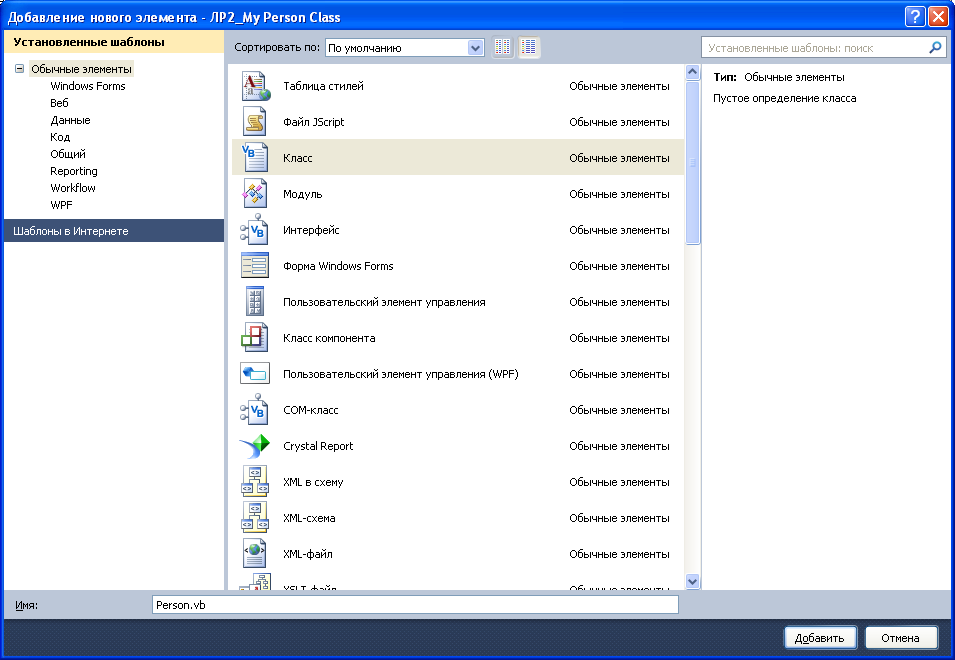 Добавление нового элемента - ЛР2_My Person Class
Установленные шаблоны
Обычные элементы
Windows Forms
Веб
Данные
Код
Общий
Reporting
Workflow
WPF
Шаблоны в Интернете
Сортировать по: По умолчанию
Таблица стилей Обычные элементы
Файл JScript Обычные элементы
Класс Обычные элементы
Модуль Обычные элементы
Интерфейс Обычные элементы
Форма Windows Forms Обычные элементы
Пользовательский элемент управления Обычные элементы
Класс компонента Обычные элементы
Пользовательский элемент управления (WPF) Обычные элементы
COM-класс Обычные элементы
Crystal Report Обычные элементы
XML в схему Обычные элементы
XML-схема Обычные элементы
XML-файл Обычные элементы
XSLT-файл Обычные элементы
Установленные шаблоны: поиск
Тип: Обычные элементы
Пустое определение класса
Имя: Person.vb
Добавить Отмена